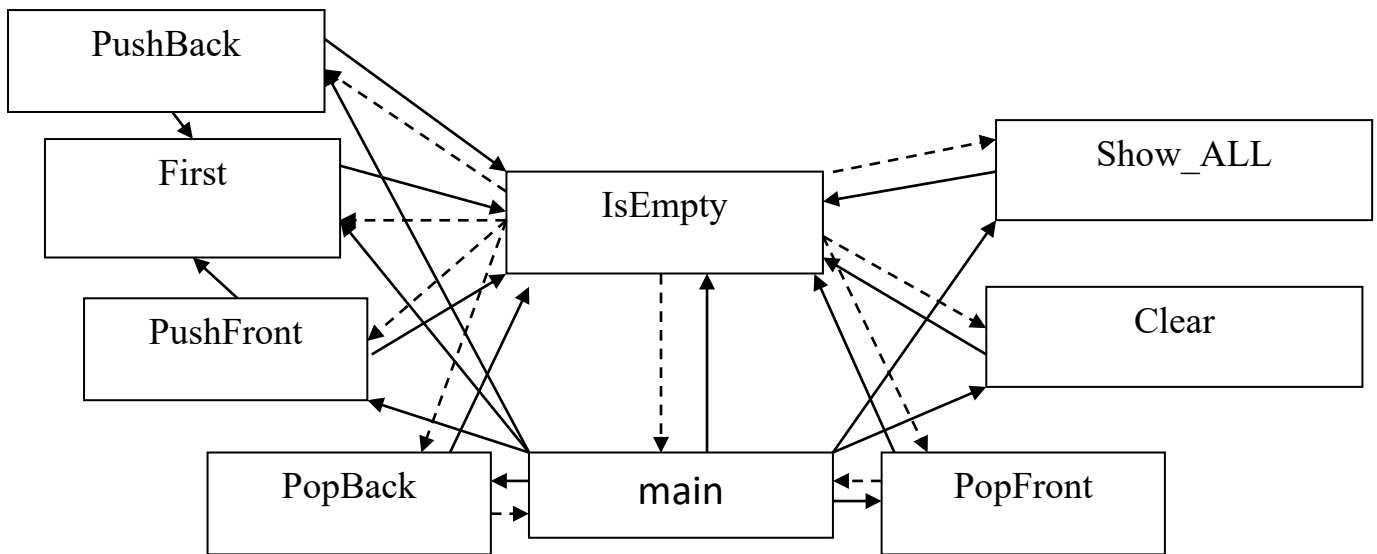 PushBack
First
IsEmpty
Show_ALL
PushFront
Clear
PopBack
main
PopFront